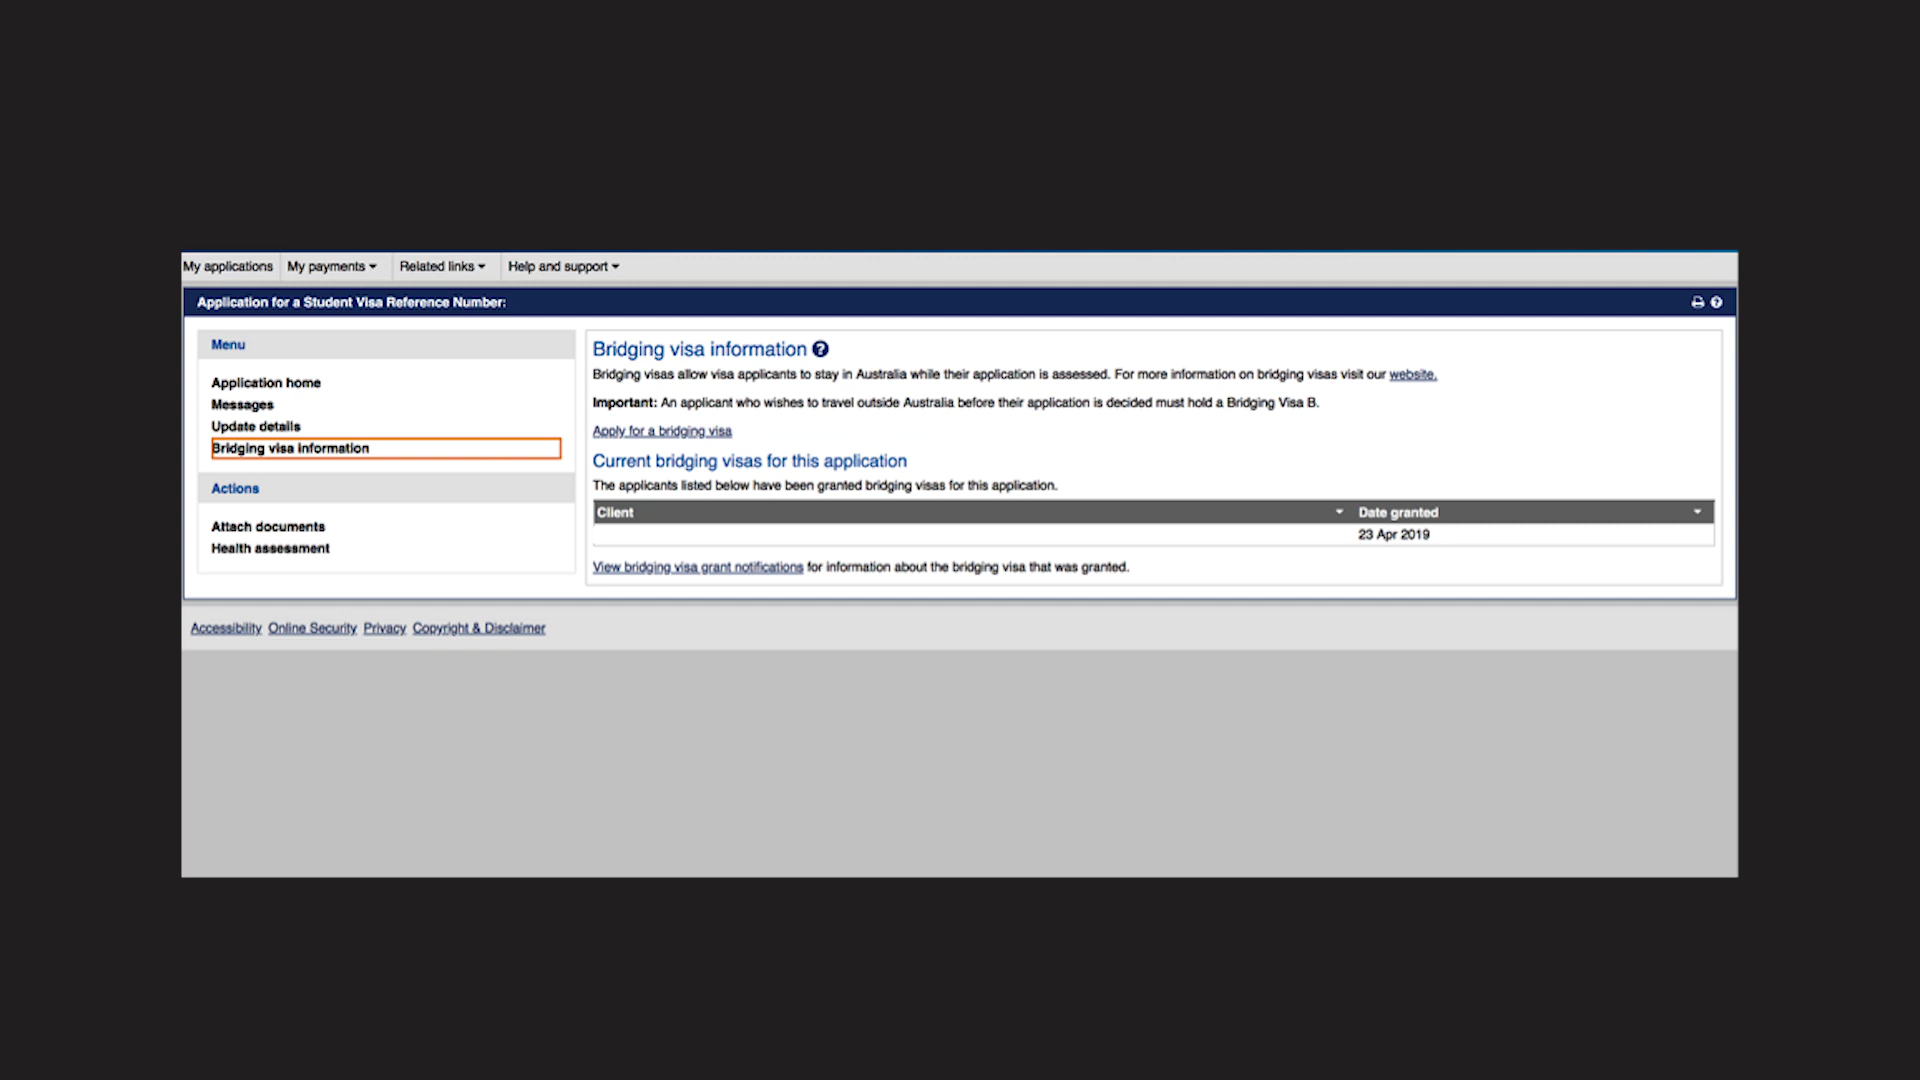 My applications My payments Related links Help and support
Application for a Student Visa Reference Number:
Menu
Application home
Messages
Update details
Bridging visa information
Actions
Attach documents
Health assessment
Bridging visa information
Bridging visas allow visa applicants to stay in Australia while their application is assessed. For more information on bridging visas visit our website.
Important: An applicant who wishes to travel outside Australia before their application is decided must hold a Bridging Visa B.
Apply for a bridging visa
Current bridging visas for this application
The applicants listed below have been granted bridging visas for this application.
Client Date granted
23 Apr 2019
View bridging visa grant notifications for information about the bridging visa that was granted.
Accessibility Online Security Privacy Copyright & Disclaimer